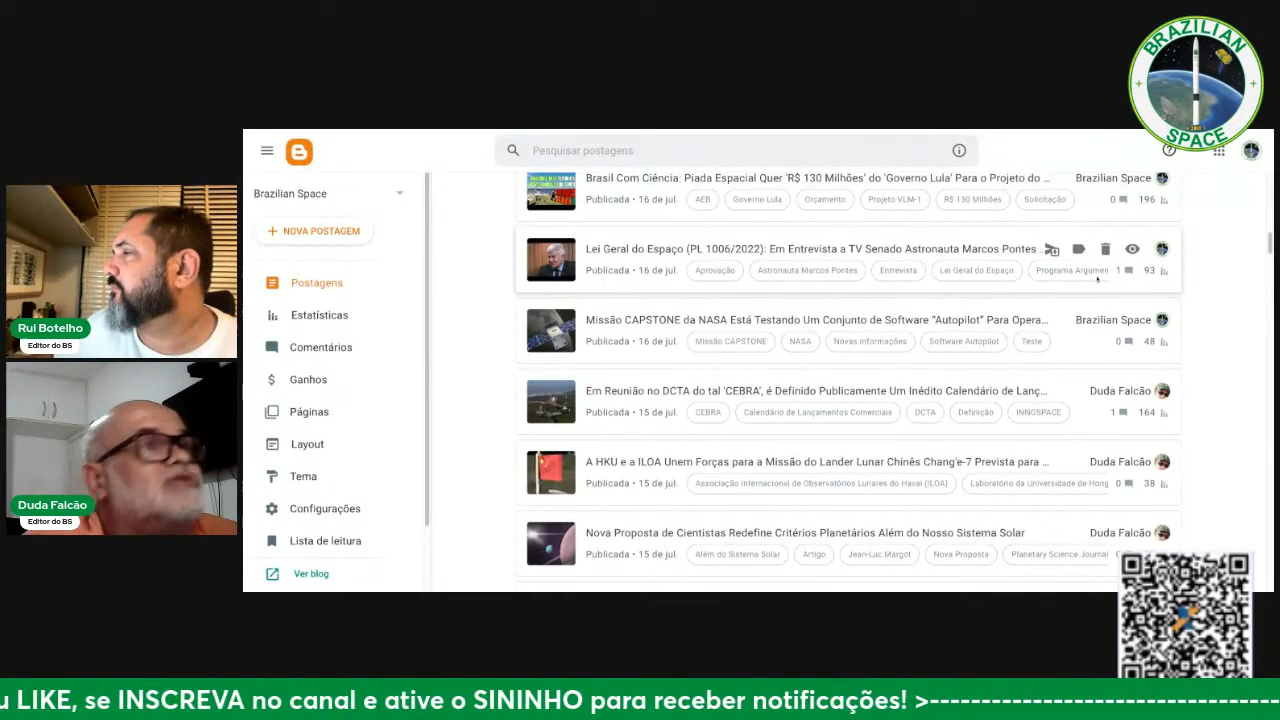 BRAZILIAN
SPACE
2009
Pesquisar postagens
Brazilian Space
NOVA POSTAGEM
Postagens
Estatísticas
Comentários
Ganhos
Páginas
Layout
Tema
Configurações
Lista de leitura
Ver blog
Brasil Com Ciência: Piada Espacial Quer 'R$ 130 Milhões' do 'Governo Lula' Para o Projeto do ... Brazilian Space
Publicada • 16 de jul. AEB Governo Lula Orçamento Projeto VLM-1 R$ 130 Milhões Solicitação 0 196
Lei Geral do Espaço (PL 1006/2022): Em Entrevista a TV Senado Astronauta Marcos Pontes ...
Publicada • 16 de jul. Aprovação Astronauta Marcos Pontes Entrevista Lei Geral do Espaço Programa Argumen 1 93
Missão CAPSTONE da NASA Está Testando Um Conjunto de Software “Autopilot” Para Opera... Brazilian Space
Publicada • 16 de jul. Missão CAPSTONE NASA Novas Informações Software Autopilot Teste 0 48
Em Reunião no DCTA do tal 'CEBRA', é Definido Publicamente Um Inédito Calendário de Lanç... Duda Falcão
Publicada • 15 de jul. CEBRA Calendário de Lançamentos Comerciais DCTA Definição INNOSPACE 1 164
A HKU e a ILOA Unem Forças para a Missão do Lander Lunar Chinês Chang'e-7 Prevista para ... Duda Falcão
Publicada • 15 de jul. Associação Internacional de Observatórios Lunares do Havaí (ILOA) Laboratório da Universidade de Hong 0 38
Nova Proposta de Cientistas Redefine Critérios Planetários Além do Nosso Sistema Solar Duda Falcão
Publicada • 15 de jul. Além do Sistema Solar Artigo Jean-Luc Margot Nova Proposta Planetary Science Journal
Rui Botelho
Editor do BS
Duda Falcão
Editor do BS
u LIKE, se INSCREVA no canal e ative o SININHO para receber notificações! >--------------------------------